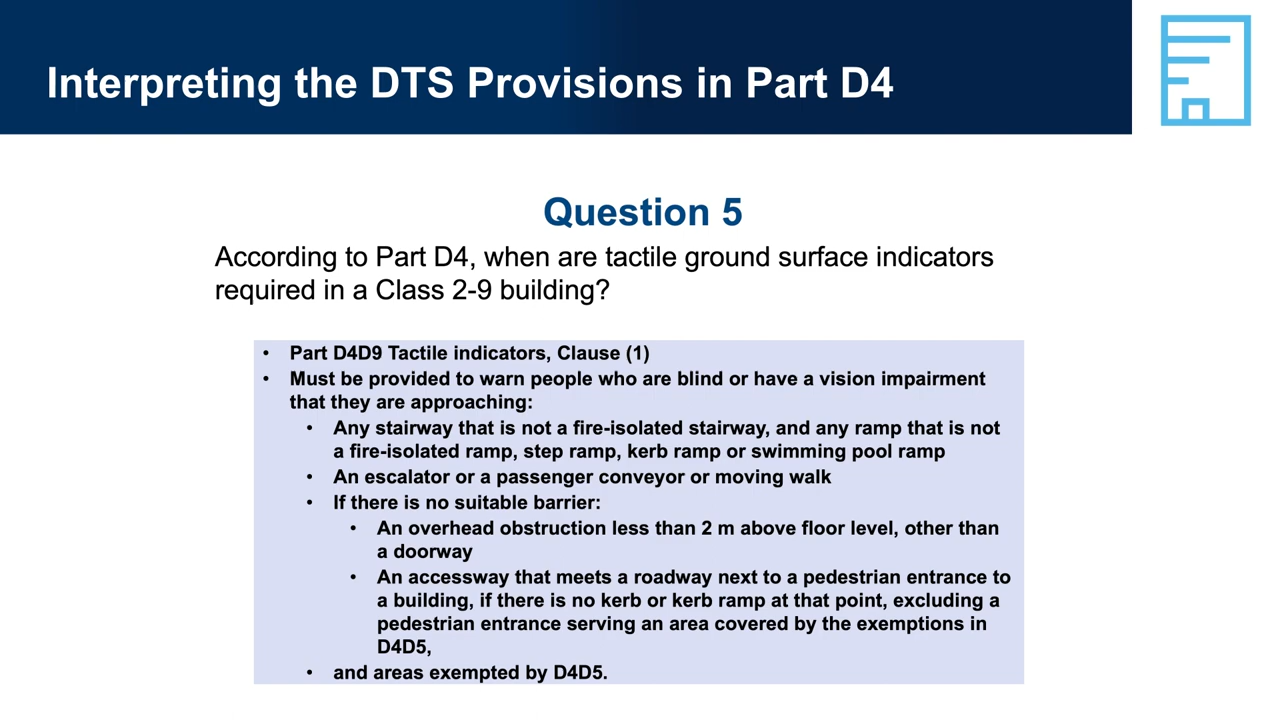 Interpreting the DTS Provisions in Part D4
Question 5
According to Part D4, when are tactile ground surface indicators
required in a Class 2-9 building?
• Part D4D9 Tactile indicators, Clause (1)
• Must be provided to warn people who are blind or have a vision impairment
that they are approaching:
• Any stairway that is not a fire-isolated stairway, and any ramp that is not
a fire-isolated ramp, step ramp, kerb ramp or swimming pool ramp
• An escalator or a passenger conveyor or moving walk
• If there is no suitable barrier:
• An overhead obstruction less than 2 m above floor level, other than
a doorway
• An accessway that meets a roadway next to a pedestrian entrance to
a building, if there is no kerb or kerb ramp at that point, excluding a
pedestrian entrance serving an area covered by the exemptions in
D4D5,
• and areas exempted by D4D5.